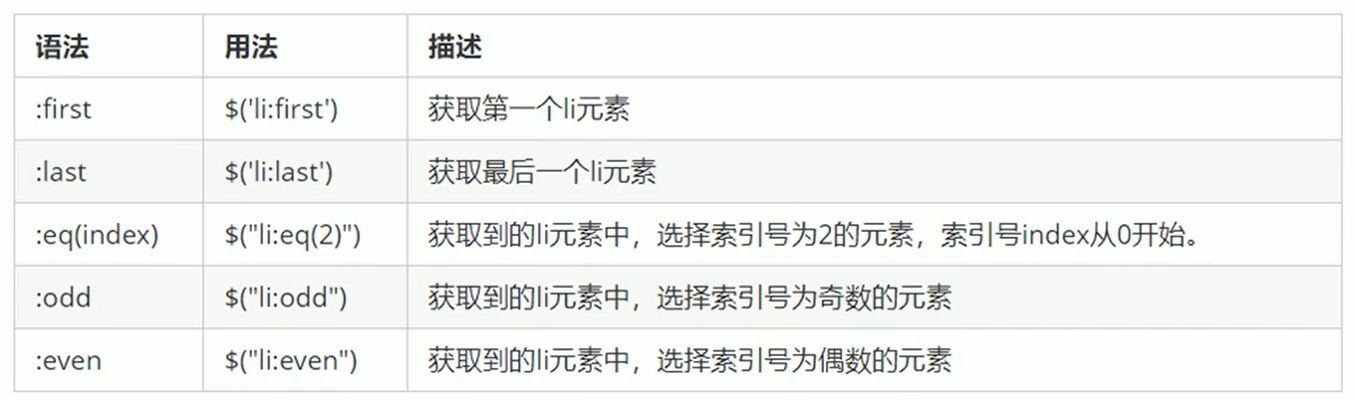 语法 用法 描述
:first $('li:first') 获取第一个li元素
:last $('li:last') 获取最后一个li元素
:eq(index) $("li:eq(2)") 获取到的li元素中，选择索引号为2的元素，索引号index从0开始。
:odd $("li:odd") 获取到的li元素中，选择索引号为奇数的元素
:even $("li:even") 获取到的li元素中，选择索引号为偶数的元素